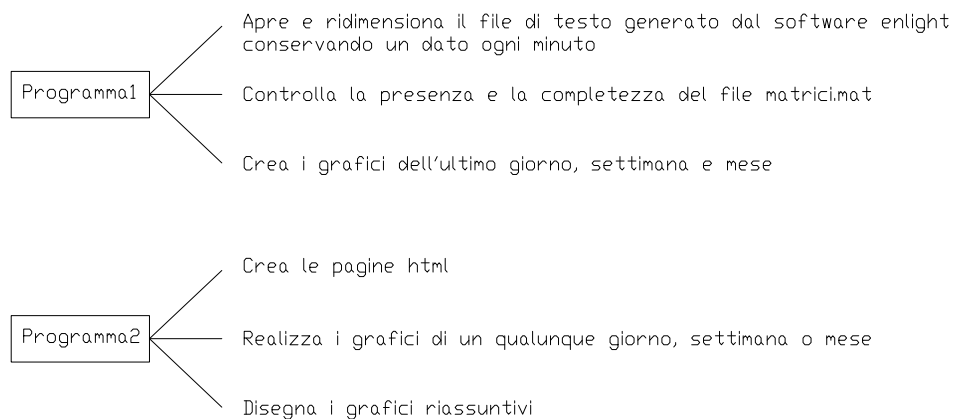 Apre e ridimensiona il file di testo generato dal software enlight
conservando un dato ogni minuto
Programma1
Controlla la presenza e la completezza del file matrici.mat
Crea i grafici dell'ultimo giorno, settimana e mese
Crea le pagine html
Programma2
Realizza i grafici di un qualunque giorno, settimana o mese
Disegna i grafici riassuntivi